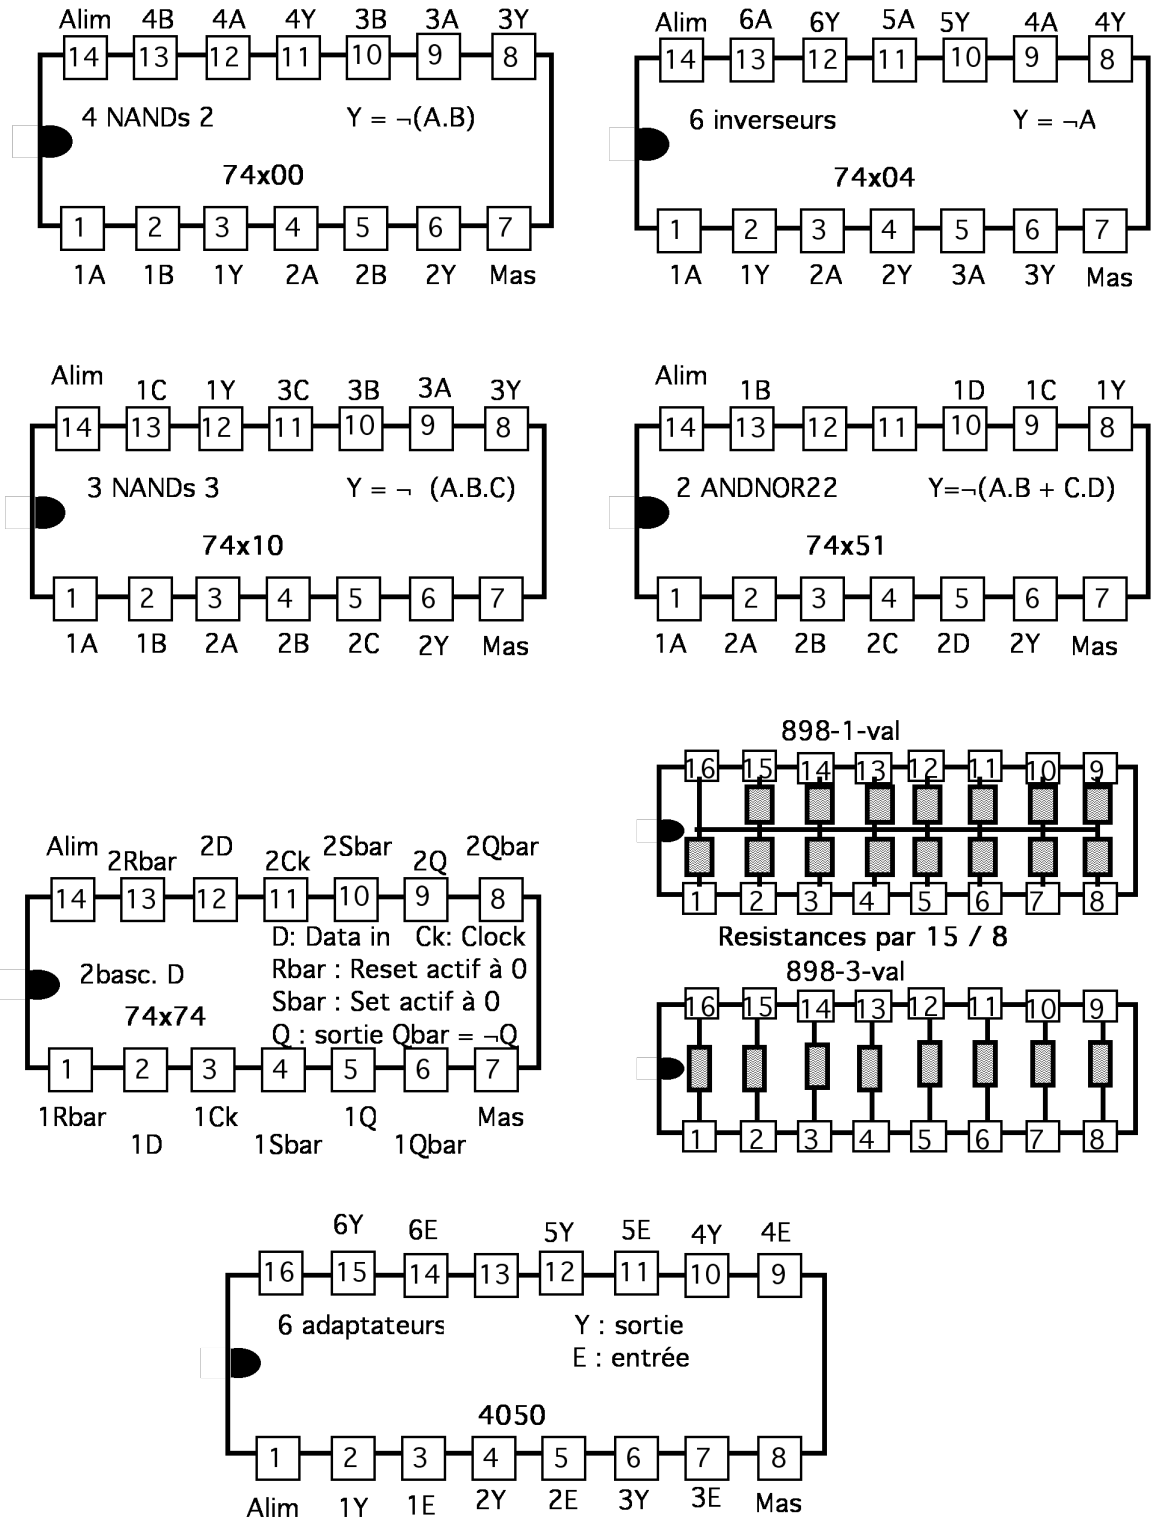 Alim 4B 4A 4Y 3B 3A 3Y
14 13 12 11 10 9 8
4 NANDs 2 Y = ¬(A.B)
74x00
1 2 3 4 5 6 7
1A 1B 1Y 2A 2B 2Y Mas
Alim 6A 6Y 5A 5Y 4A 4Y
14 13 12 11 10 9 8
6 inverseurs Y = ¬A
74x04
1 2 3 4 5 6 7
1A 1Y 2A 2Y 3A 3Y Mas
Alim 1C 1Y 3C 3B 3A 3Y
14 13 12 11 10 9 8
3 NANDs 3 Y = ¬ (A.B.C)
74x10
1 2 3 4 5 6 7
1A 1B 2A 2B 2C 2Y Mas
Alim 1B 1D 1C 1Y
14 13 12 11 10 9 8
2 ANDNOR22 Y=¬(A.B + C.D)
74x51
1 2 3 4 5 6 7
1A 2A 2B 2C 2D 2Y Mas
Alim 2Rbar 2D 2Ck 2Sbar 2Q 2Qbar
14 13 12 11 10 9 8
D: Data in Ck: Clock
2basc. D Rbar : Reset actif à 0
Sbar : Set actif à 0
74x74
Q : sortie Qbar = ¬Q
1 2 3 4 5 6 7
1Rbar 1D 1Ck 1Sbar 1Q 1Qbar Mas
898-1-val
16 15 14 13 12 11 10 9
1 2 3 4 5 6 7 8
Resistances par 15 / 8
898-3-val
16 15 14 13 12 11 10 9
1 2 3 4 5 6 7 8
6Y 6E 5Y 5E 4Y 4E
16 15 14 13 12 11 10 9
6 adaptateurs Y : sortie
E : entrée
4050
1 2 3 4 5 6 7 8
Alim 1Y 1E 2Y 2E 3Y 3E Mas